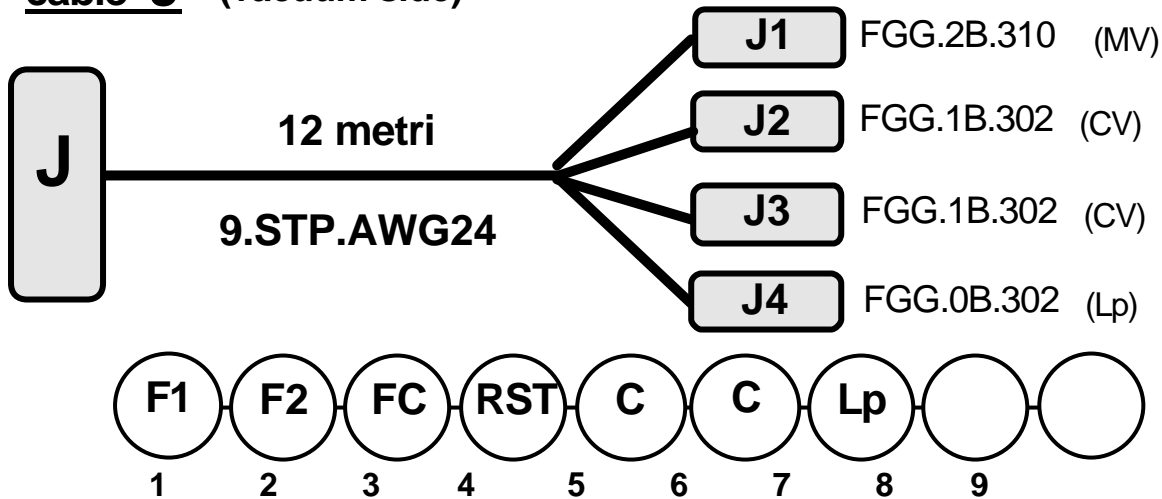 J1 FGG.2B.310 (MV)
12 metri
J2 FGG.1B.302 (CV)
J
9.STP.AWG24
J3 FGG.1B.302 (CV)
J4 FGG.0B.302 (Lp)
F1 F2 FC RST C C Lp
1 2 3 4 5 6 7 8 9